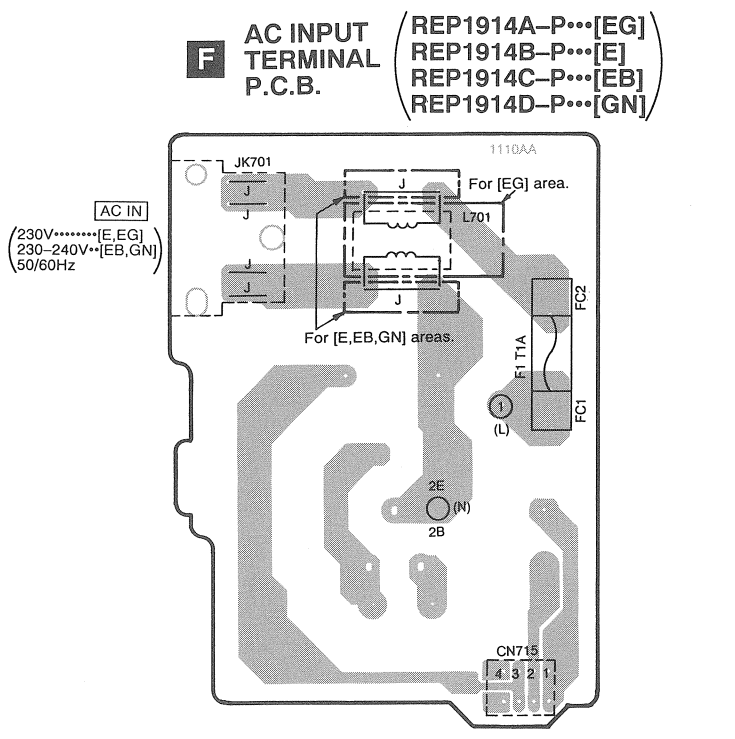 F
AC INPUT
TERMINAL
P.C.B.
REP1914A–P•••[EG]
REP1914B–P•••[E]
REP1914C–P•••[EB]
REP1914D–P•••[GN]
1110AA
JK701
J
J
J
J
AC IN
(230V••••••••[E,EG]
230–240V••[EB,GN])
50/60Hz
J
For [EG] area.
L701
J
For [E,EB,GN] areas.
FC2
F1 T1A
FC1
1
(L)
2E
(N)
2B
CN715
4 3 2 1